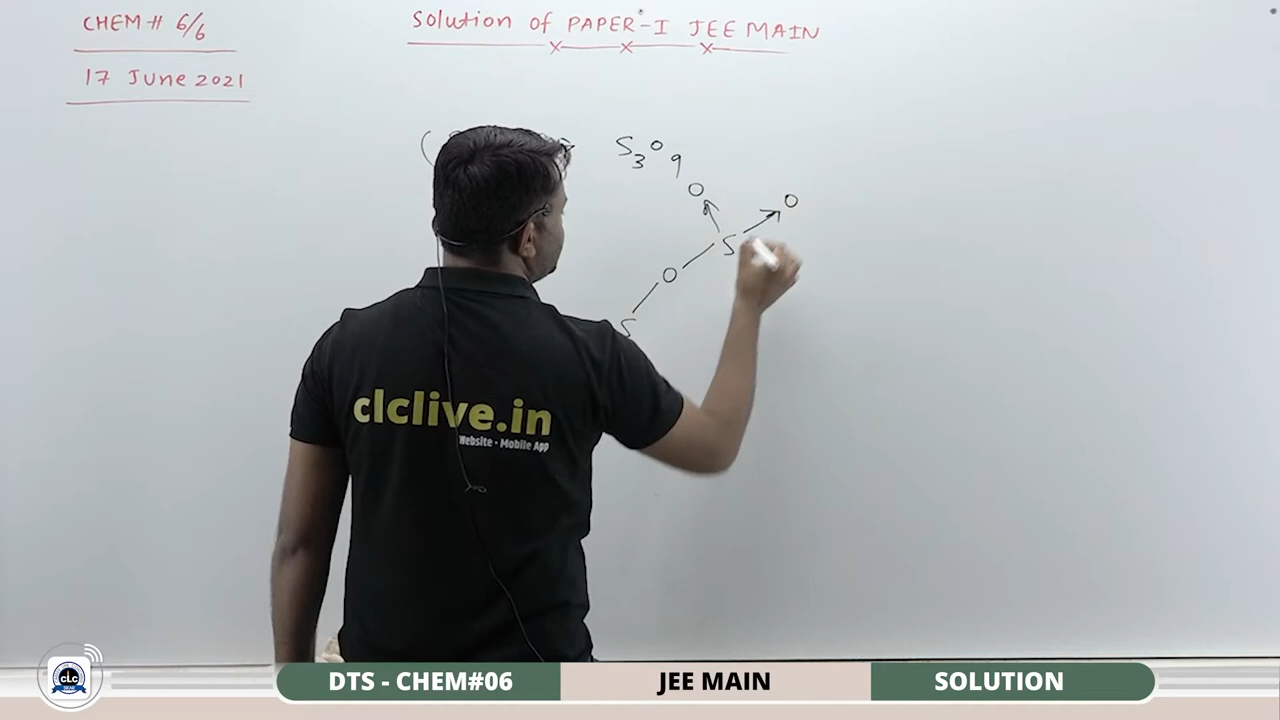 CHEM # 6/6
Solution of PAPER-I JEE MAIN
17 June 2021
S3O9
O
O
S
O
S
clclive.in
Website • Mobile App
CLC
DTS - CHEM#06
JEE MAIN
SOLUTION